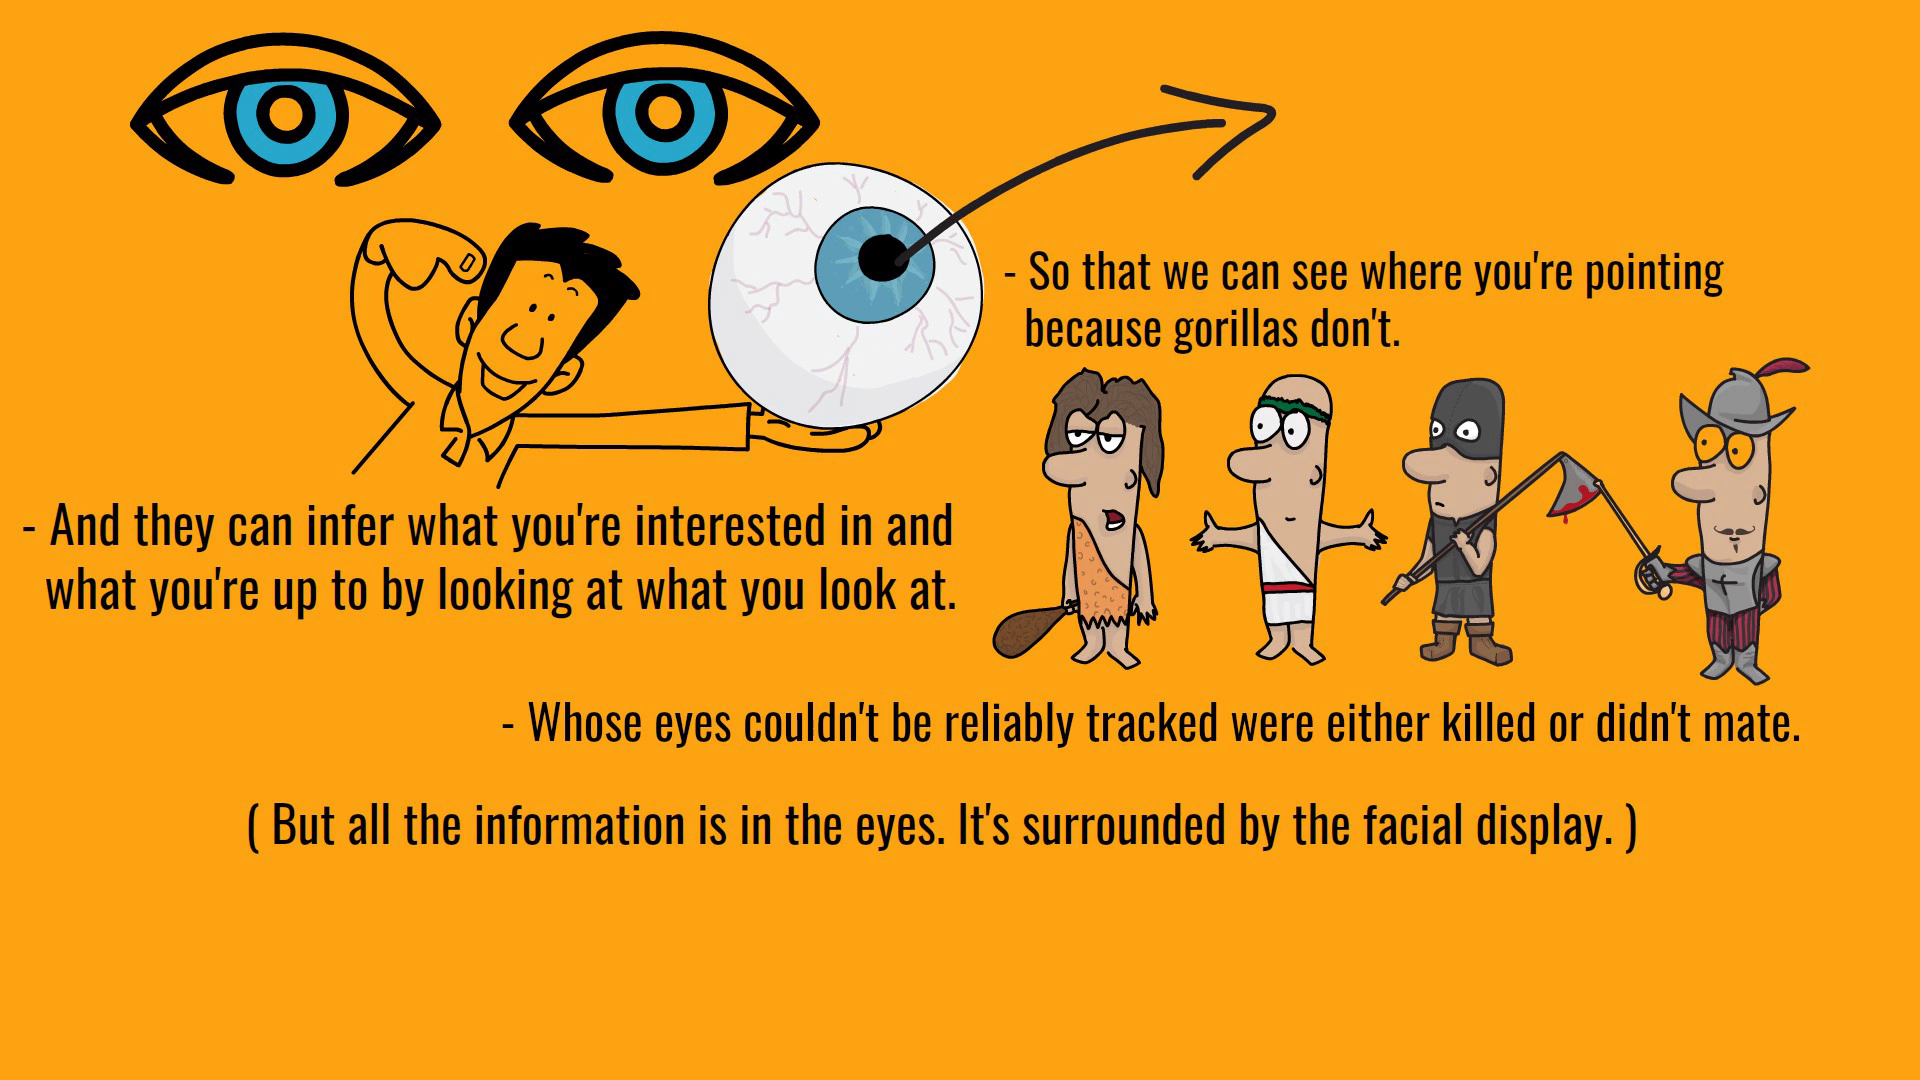 - So that we can see where you're pointing
because gorillas don't.
- And they can infer what you're interested in and
what you're up to by looking at what you look at.
- Whose eyes couldn't be reliably tracked were either killed or didn't mate.
( But all the information is in the eyes. It's surrounded by the facial display. )